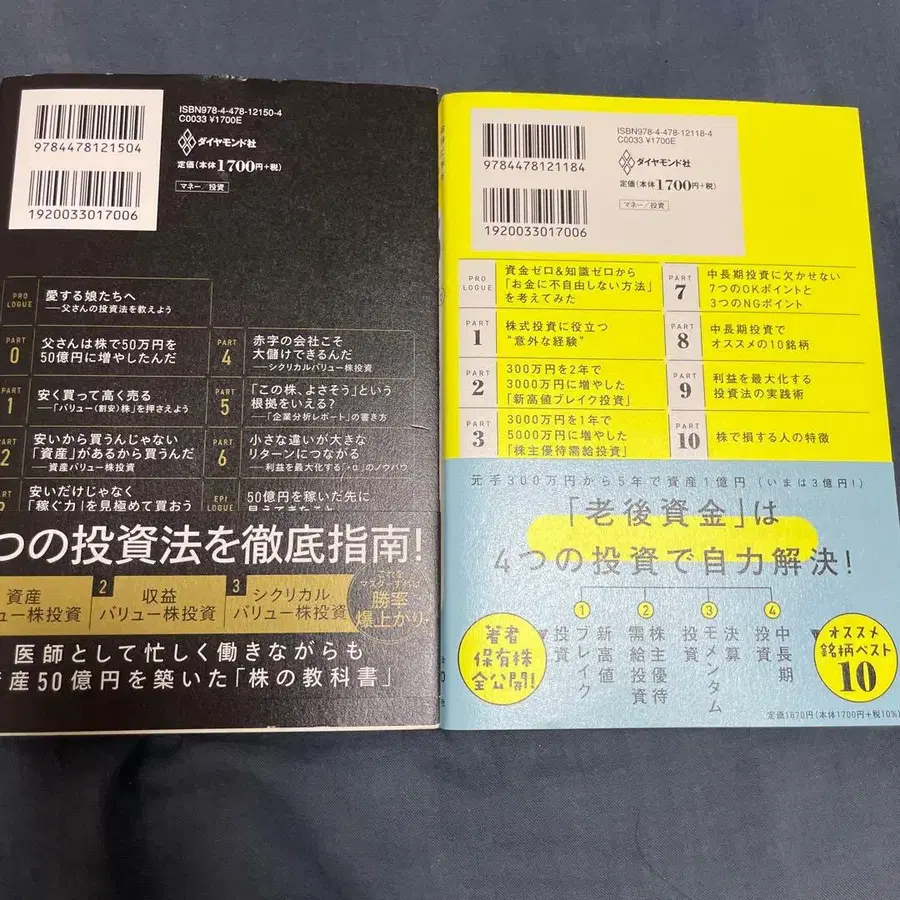 ISBN978-4-478-12150-4
C0033 ¥1700E
9784478121504
ダイヤモンド社
定価(本体1700円+税)
1920033017006
マネー/投資
PRO
LOGUE
愛する娘たちへ
——父さんの投資法を教えよう
PART
0
父さんは株で50万円を
50億円に増やしたんだ
PART
1
安く買って高く売る
——「バリュー(割安)株」を押さえよう
PART
2
安いから買うんじゃない
「資産」があるから買うんだ
——資産バリュー株投資
安いだけじゃなく
「稼ぐ力」を見極めて買おう
PART
4
赤字の会社こそ
大儲けできるんだ
——シクリカルバリュー株投資
PART
5
「この株、よさそう」という
根拠をいえる?
——「企業分析レポート」の書き方
PART
6
小さな違いが大きな
リターンにつながる
——利益を最大化する「+α」のノウハウ
EPI
LOGUE
50億円を稼いだ先に
見えてきたこと
つの投資法を徹底指南!
資産
ュー株投資
2
収益
バリュー株投資
3
シクリカル
バリュー株投資
マスターするたびに
勝率
爆上がり
医師として忙しく働きながらも
資産50億円を築いた「株の教科書」
ISBN978-4-478-12118-4
C0033 ¥1700E
9784478121184
ダイヤモンド社
定価(本体1700円+税)
1920033017006
マネー/投資
PRO
LOGUE
資金ゼロ&知識ゼロから
「お金に不自由しない方法」
を考えてみた
PART
1
株式投資に役立つ
"意外な経験"
PART
2
300万円を2年で
3000万円に増やした
「新高値ブレイク投資」
PART
3
3000万円を1年で
5000万円に増やした
「株主優待需給投資」
PART
7
中長期投資に欠かせない
7つのOKポイントと
3つのNGポイント
PART
8
中長期投資で
オススメの10銘柄
PART
9
利益を最大化する
投資法の実践術
PART
10
株で損する人の特徴
元手300万円から5年で資産1億円(いまは3億円!)
「老後資金」は
4つの投資で自力解決!
1
新高値
ブレイク
投資
2
株主優待
需給投資
3
決算
モメンタム
投資
4
中長期
投資
著者
保有株
全公開!
オススメ
銘柄ベスト
10
定価1870円(本体1700円+税10%)